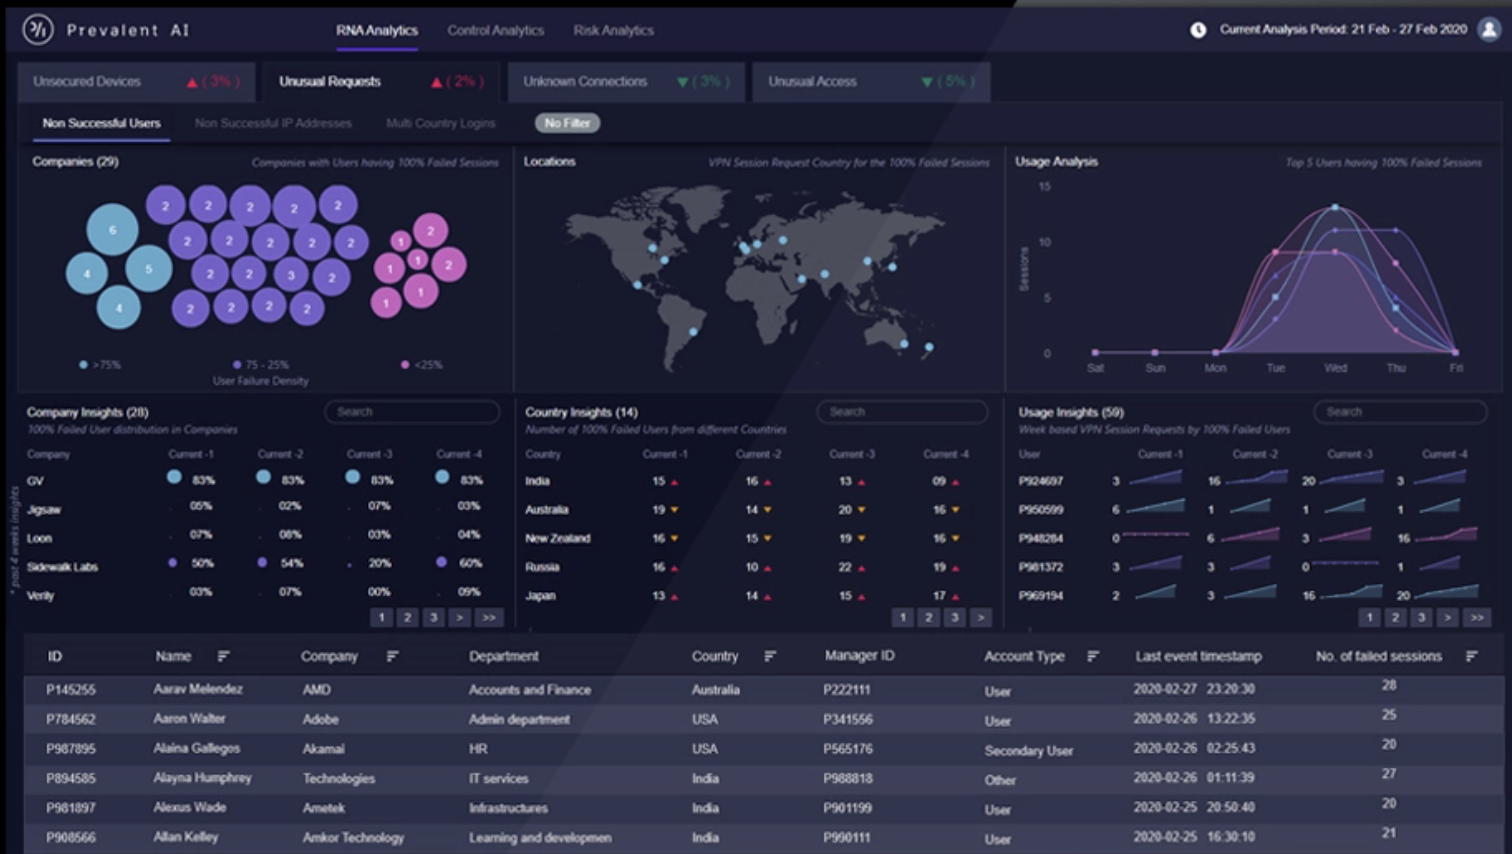 Prevalent AI
RNA Analytics Control Analytics Risk Analytics
Current Analysis Period: 21 Feb - 27 Feb 2020
Unsecured Devices ▲ ( 3% ) Unusual Requests ▲ ( 2% ) Unknown Connections ▼ ( 3% ) Unusual Access ▼ ( 5% )
Non Successful Users Non Successful IP Addresses Multi Country Logins No Filter
Companies (29) Companies with Users having 100% Failed Sessions
2 2 2 2 2
6 2 2 2 2 2 1 2
4 5 2 2 3 2 1 1 2
4 2 2 2 2 1 1
>75% 75 - 25% <25%
User Failure Density
Locations VPN Session Request Country for the 100% Failed Sessions
Usage Analysis Top 5 Users having 100% Failed Sessions
15
10
5
0
Sessions
Sat Sun Mon Tue Wed Thu Fri
* past 4 weeks insights
Company Insights (28) Search
100% Failed User distribution in Companies
Company Current -1 Current -2 Current -3 Current -4
GV 83% 83% 83% 83%
Jigsaw 05% 02% 07% 03%
Loon 07% 08% 03% 04%
Sidewalk Labs 50% 54% 20% 60%
Verily 03% 07% 00% 09%
1 2 3 > >>
Country Insights (14) Search
Number of 100% Failed Users from different Countries
Country Current -1 Current -2 Current -3 Current -4
India 15 ▲ 16 ▲ 13 ▲ 09 ▲
Australia 19 ▼ 14 ▼ 20 ▼ 16 ▼
New Zealand 16 ▼ 15 ▼ 19 ▼ 16 ▼
Russia 16 ▲ 10 ▲ 22 ▲ 19 ▲
Japan 13 ▲ 14 ▲ 15 ▲ 17 ▲
1 2 3 >
Usage Insights (59) Search
Week based VPN Session Requests by 100% Failed Users
User Current -1 Current -2 Current -3 Current -4
P924697 3 16 20 3
P950599 6 1 1 1
P948284 0 6 3 16
P981372 3 3 0 1
P969194 2 3 16 20
1 2 3 > >>
ID Name Company Department Country Manager ID Account Type Last event timestamp No. of failed sessions
P145255 Aarav Melendez AMD Accounts and Finance Australia P222111 User 2020-02-27 23:20:30 28
P784562 Aaron Walter Adobe Admin department USA P341556 User 2020-02-26 13:22:35 25
P987895 Alaina Gallegos Akamai HR USA P565176 Secondary User 2020-02-26 02:25:43 20
P894585 Alayna Humphrey Technologies IT services India P988818 Other 2020-02-26 01:11:39 27
P981897 Alexus Wade Ametek Infrastructures India P901199 User 2020-02-25 20:50:40 20
P908566 Allan Kelley Amkor Technology Learning and developmen India P990111 User 2020-02-25 16:30:10 21